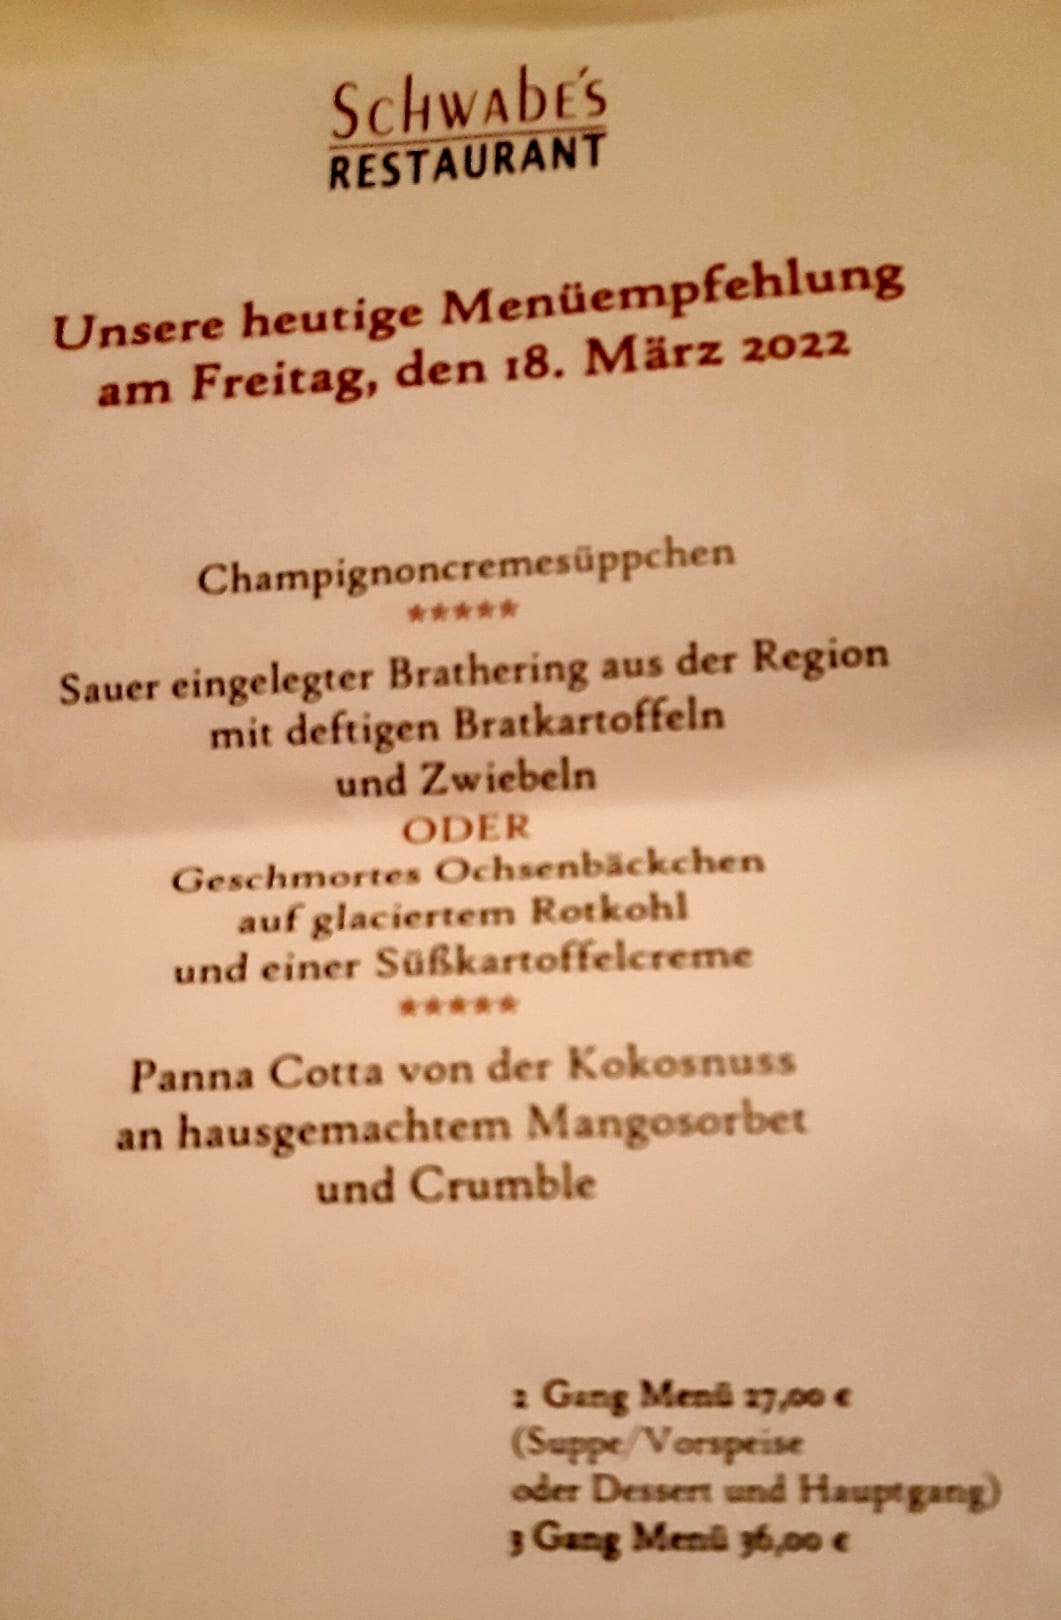 Schwabe's
RESTAURANT
Unsere heutige Menüempfehlung
am Freitag, den 18. März 2022
Champignoncremesüppchen
*****
Sauer eingelegter Brathering aus der Region
mit deftigen Bratkartoffeln
und Zwiebeln
ODER
Geschmortes Ochsenbäckchen
auf glaciertem Rotkohl
und einer Süßkartoffelcreme
*****
Panna Cotta von der Kokosnuss
an hausgemachtem Mangosorbet
und Crumble
2 Gang Menü 27,00 €
(Suppe/Vorspeise
oder Dessert und Hauptgang)
3 Gang Menü 36,00 €